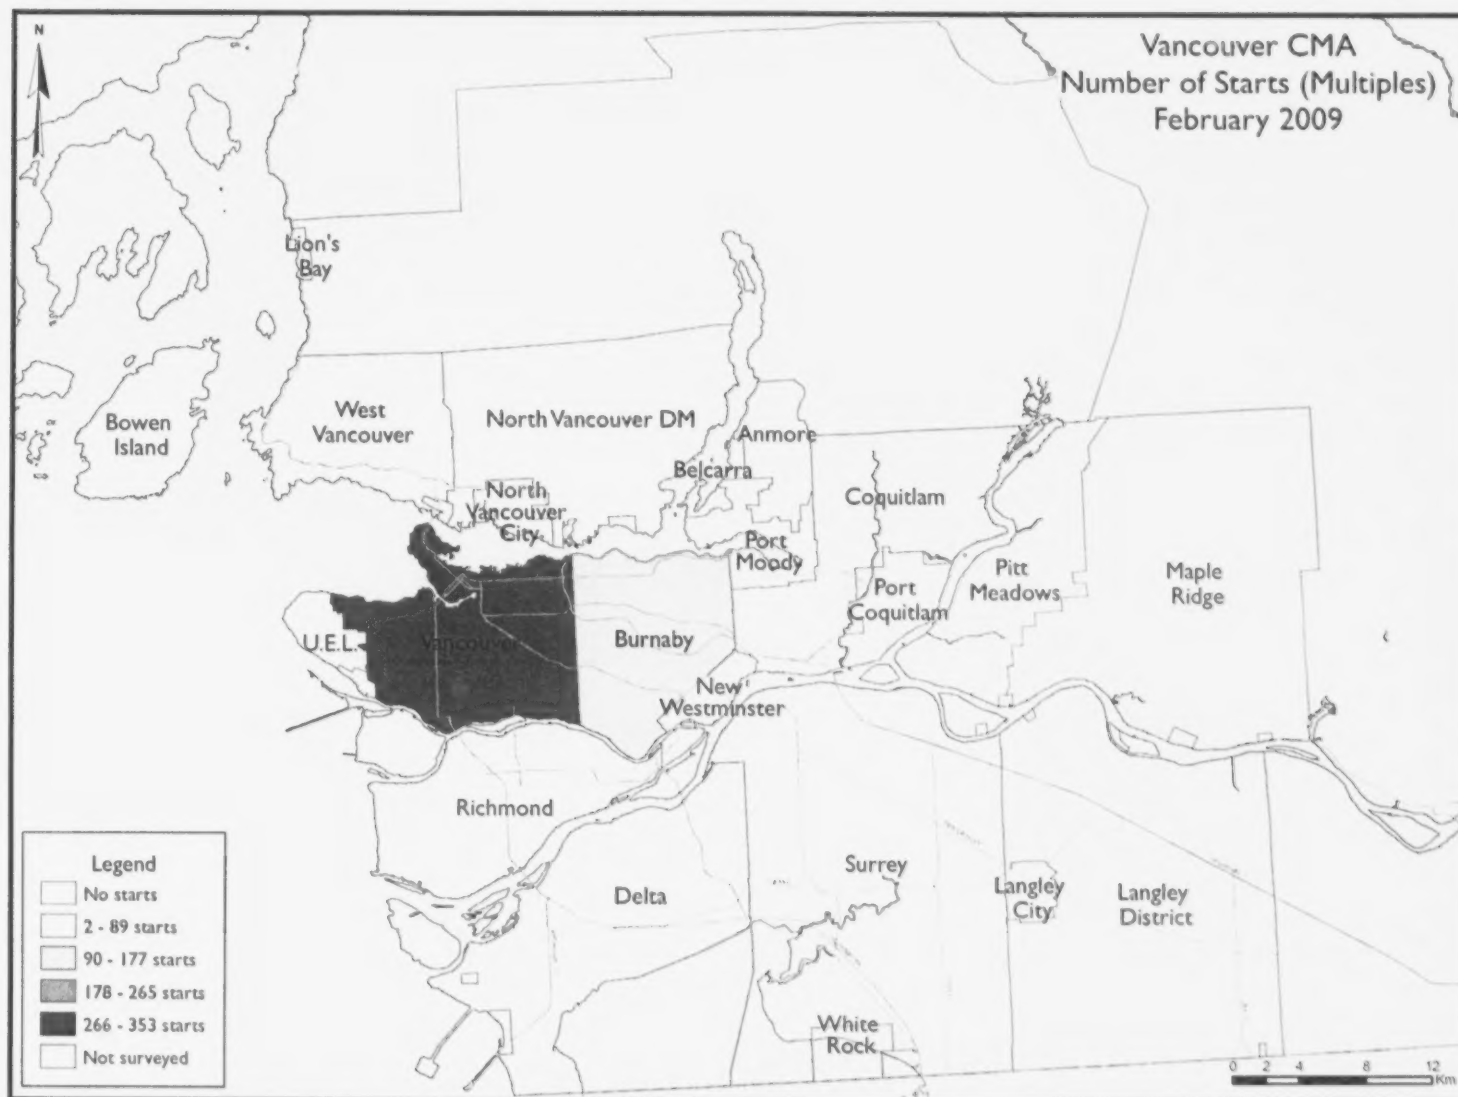 N
Vancouver CMA
Number of Starts (Multiples)
February 2009
Lion's
Bay
Bowen
Island
West
Vancouver
North Vancouver DM
Anmore
Belcarra
North
Vancouver
City
Coquitlam
Port
Moody
Pitt
Meadows
Port
Coquitlam
Maple
Ridge
U.E.L.
Vancouver
Burnaby
New
Westminster
Richmond
Delta
Surrey
Langley
City
Langley
District
White
Rock
Legend
No starts
2 - 89 starts
90 - 177 starts
178 - 265 starts
266 - 353 starts
Not surveyed
0 2 4 8 12
Km